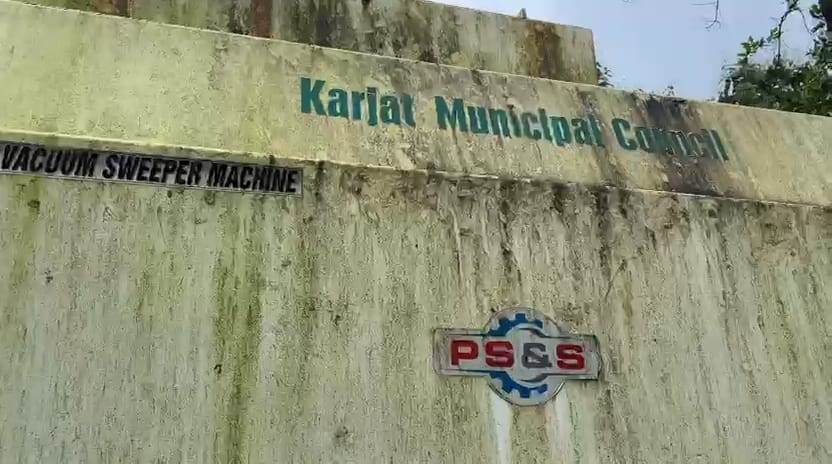 Karjat Municipal Council
VACUUM SWEEPER MACHINE
PS&S